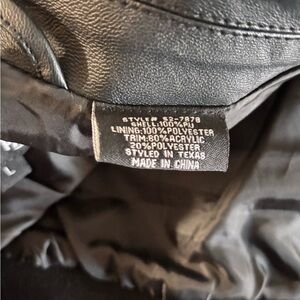 STYLE# S2-7878
SHELL:100%PU
LINING:100%POLYESTER
TRIM:80%ACRYLIC
20%POLYESTER
STYLED IN TEXAS
MADE IN CHINA
L